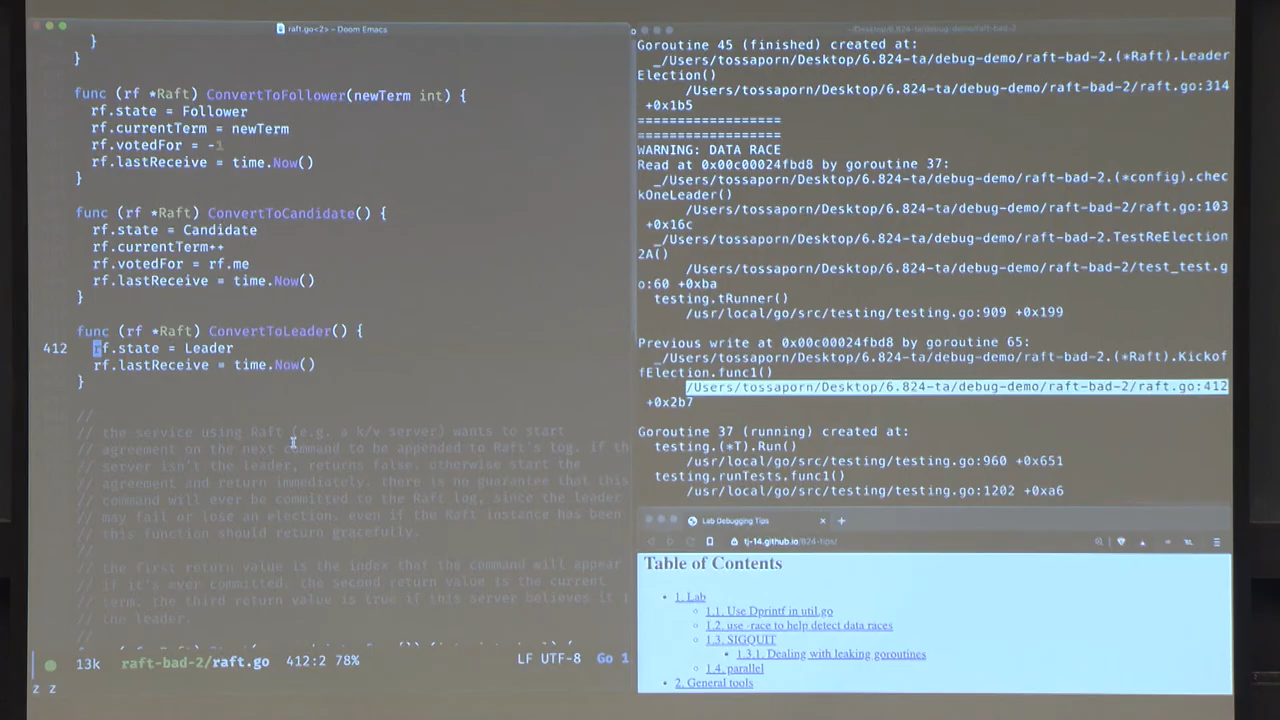 raft.go<2> – Doom Emacs
}
}
func (rf *Raft) ConvertToFollower(newTerm int) {
rf.state = Follower
rf.currentTerm = newTerm
rf.votedFor = -1
rf.lastReceive = time.Now()
}
func (rf *Raft) ConvertToCandidate() {
rf.state = Candidate
rf.currentTerm++
rf.votedFor = rf.me
rf.lastReceive = time.Now()
}
func (rf *Raft) ConvertToLeader() {
412 rf.state = Leader
rf.lastReceive = time.Now()
}
//
// the service using Raft (e.g. a k/v server) wants to start
// agreement on the next command to be appended to Raft's log. if th
// server isn't the leader, returns false. otherwise start the
// agreement and return immediately. there is no guarantee that this
// command will ever be committed to the Raft log, since the leader
// may fail or lose an election. even if the Raft instance has been
// this function should return gracefully.
//
// the first return value is the index that the command will appear
// if it's ever committed. the second return value is the current
// term. the third return value is true if this server believes it i
// the leader.
//
13k raft-bad-2/raft.go 412:2 78% LF UTF-8 Go 1
z z
~/Desktop/6.824-ta/debug-demo/raft-bad-2
Goroutine 45 (finished) created at:
_/Users/tossaporn/Desktop/6.824-ta/debug-demo/raft-bad-2.(*Raft).Leader
Election()
/Users/tossaporn/Desktop/6.824-ta/debug-demo/raft-bad-2/raft.go:314
+0x1b5
==================
==================
WARNING: DATA RACE
Read at 0x00c00024fbd8 by goroutine 37:
_/Users/tossaporn/Desktop/6.824-ta/debug-demo/raft-bad-2.(*config).chec
kOneLeader()
/Users/tossaporn/Desktop/6.824-ta/debug-demo/raft-bad-2/raft.go:103
+0x16c
_/Users/tossaporn/Desktop/6.824-ta/debug-demo/raft-bad-2.TestReElection
2A()
/Users/tossaporn/Desktop/6.824-ta/debug-demo/raft-bad-2/test_test.g
o:60 +0xba
testing.tRunner()
/usr/local/go/src/testing/testing.go:909 +0x199
Previous write at 0x00c00024fbd8 by goroutine 65:
_/Users/tossaporn/Desktop/6.824-ta/debug-demo/raft-bad-2.(*Raft).Kickof
fElection.func1()
/Users/tossaporn/Desktop/6.824-ta/debug-demo/raft-bad-2/raft.go:412
+0x2b7
Goroutine 37 (running) created at:
testing.(*T).Run()
/usr/local/go/src/testing/testing.go:960 +0x651
testing.runTests.func1()
/usr/local/go/src/testing/testing.go:1202 +0xa6
Lab Debugging Tips
tj-14.github.io/824-tips/
Table of Contents
1. Lab
1.1. Use Dprintf in util.go
1.2. use -race to help detect data races
1.3. SIGQUIT
1.3.1. Dealing with leaking goroutines
1.4. parallel
2. General tools